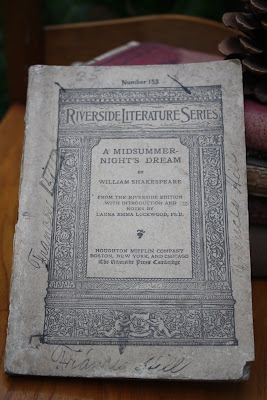 Number 153
RIVERSIDE LITERATURE SERIES
A MIDSUMMER-
NIGHT'S DREAM
BY
WILLIAM SHAKESPEARE
FROM THE RIVERSIDE EDITION
WITH INTRODUCTION AND
NOTES BY
LAURA EMMA LOCKWOOD, PH.D.
HOUGHTON MIFFLIN COMPANY
BOSTON, NEW YORK, AND CHICAGO
The Riverside Press Cambridge